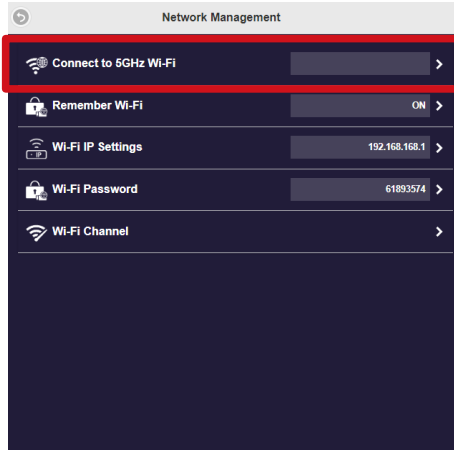 Network Management
Connect to 5GHz Wi-Fi
Remember Wi-Fi ON
Wi-Fi IP Settings 192.168.168.1
IP
Wi-Fi Password 61893574
Wi-Fi Channel